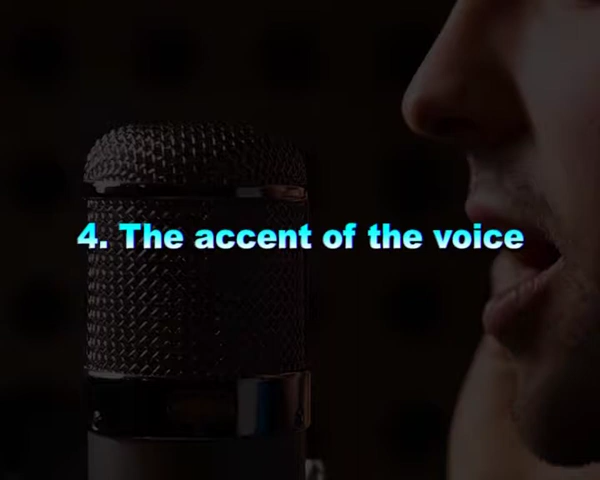 4. The accent of the voice